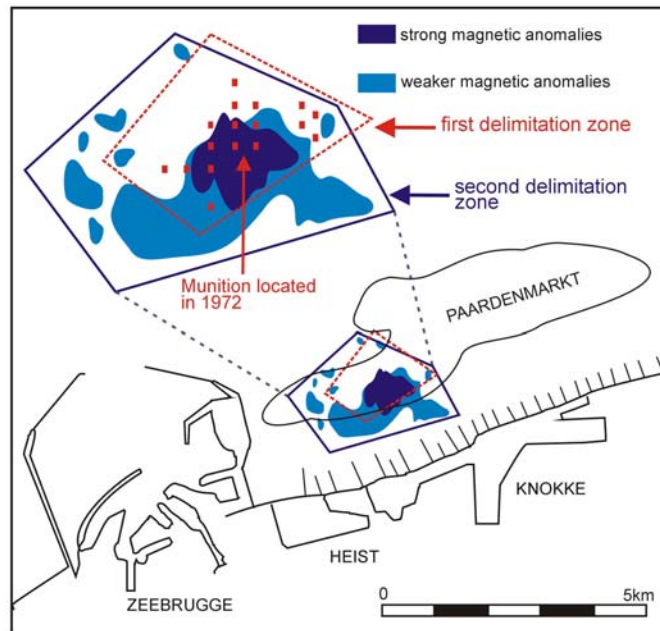 strong magnetic anomalies
weaker magnetic anomalies
first delimitation zone
second delimitation
zone
Munition located
in 1972
PAARDENMARKT
KNOKKE
HEIST
ZEEBRUGGE
0
5km